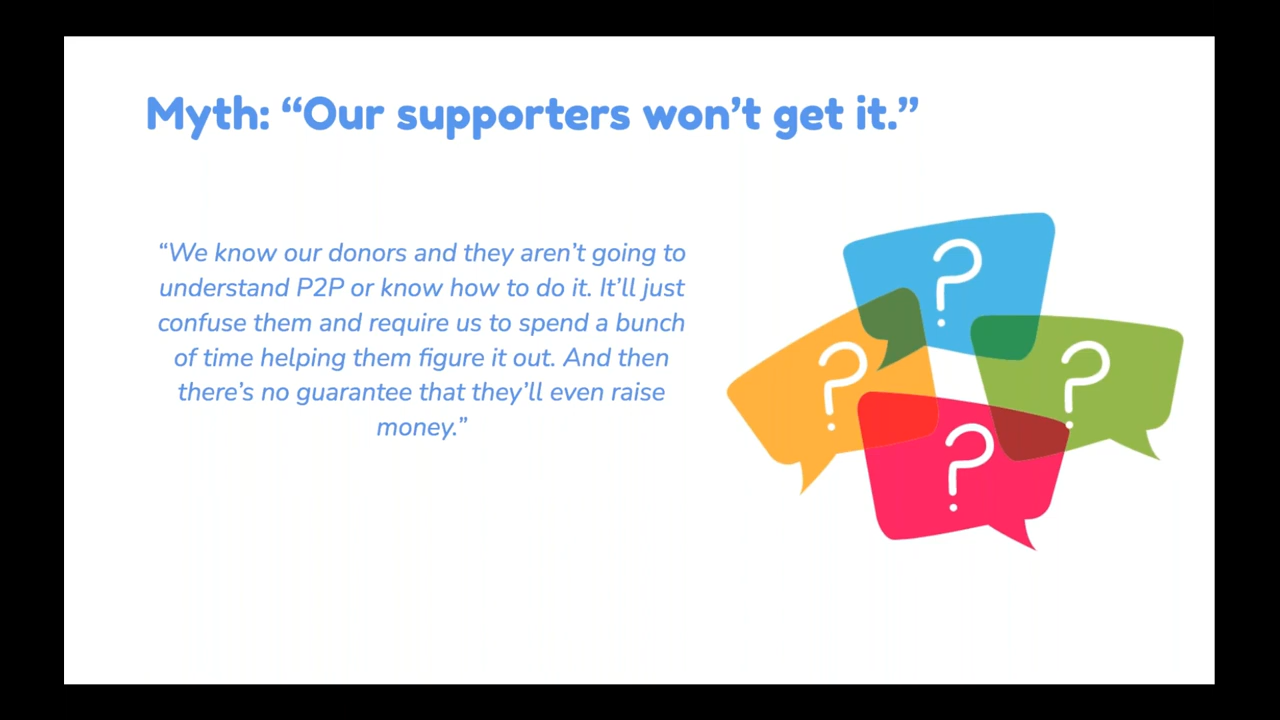 Myth: “Our supporters won’t get it.”
“We know our donors and they aren’t going to
understand P2P or know how to do it. It’ll just
confuse them and require us to spend a bunch
of time helping them figure it out. And then
there’s no guarantee that they’ll even raise
money.”
?
?
?
?